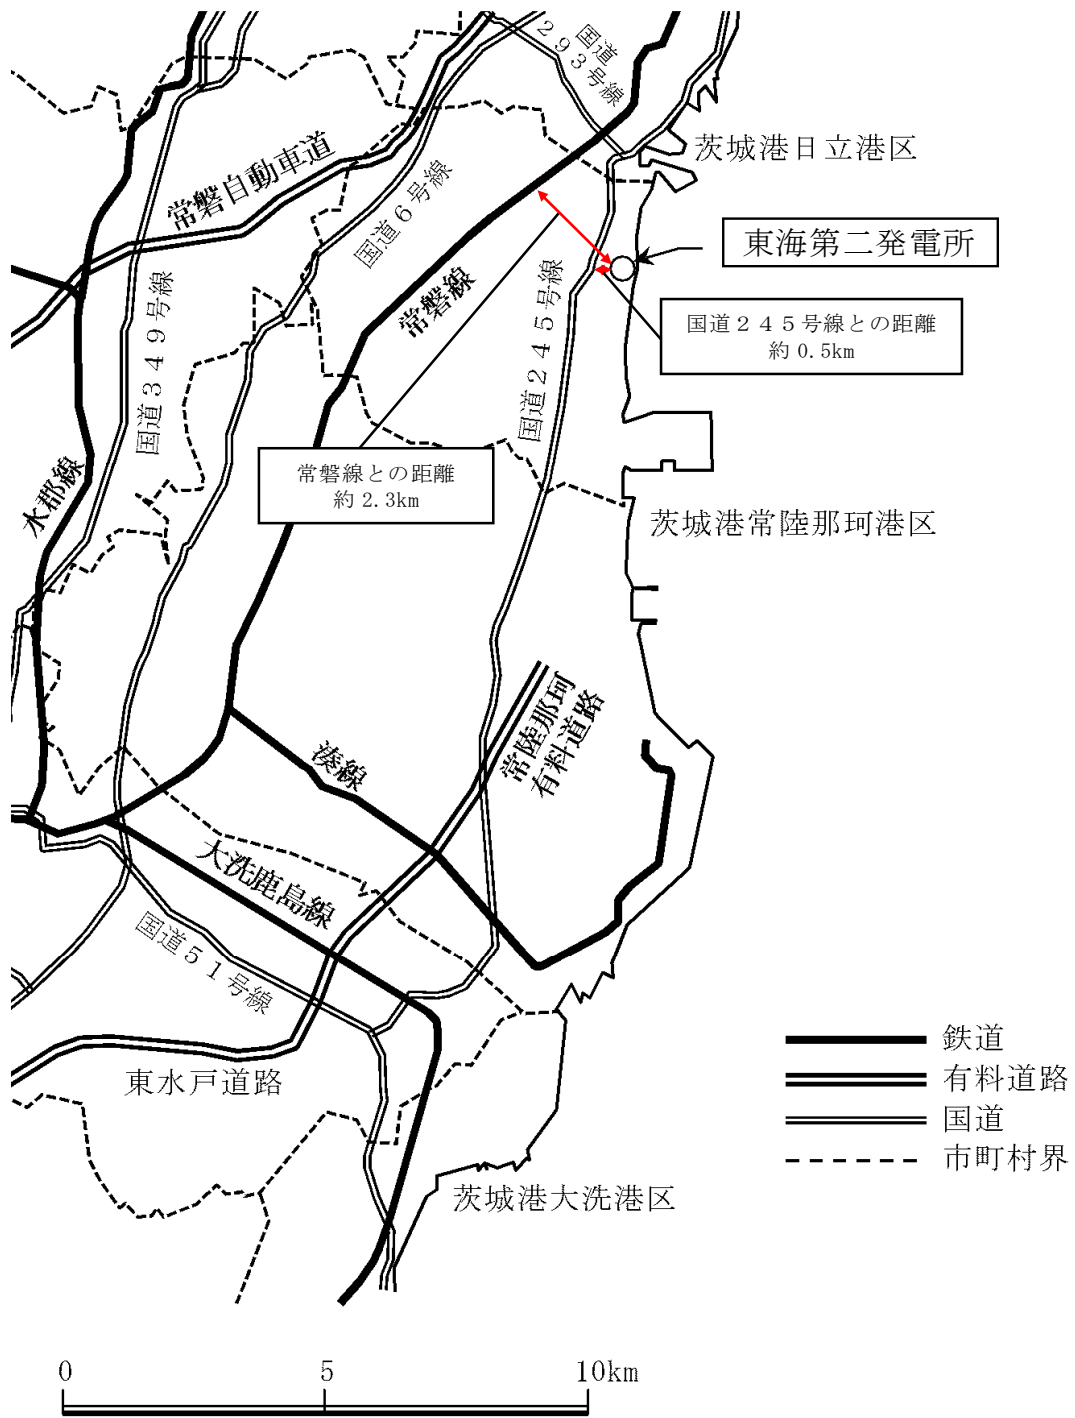 国道
２９３号線
茨城港日立港区
常磐自動車道
国道６号線
東海第二発電所
国道３４９号線
常磐線
国道２４５号線
国道２４５号線との距離
約 0.5km
水郡線
常磐線との距離
約 2.3km
茨城港常陸那珂港区
常陸那珂
有料道路
湊線
大洗鹿島線
国道５１号線
東水戸道路
鉄道
有料道路
国道
市町村界
茨城港大洗港区
0 5 10km